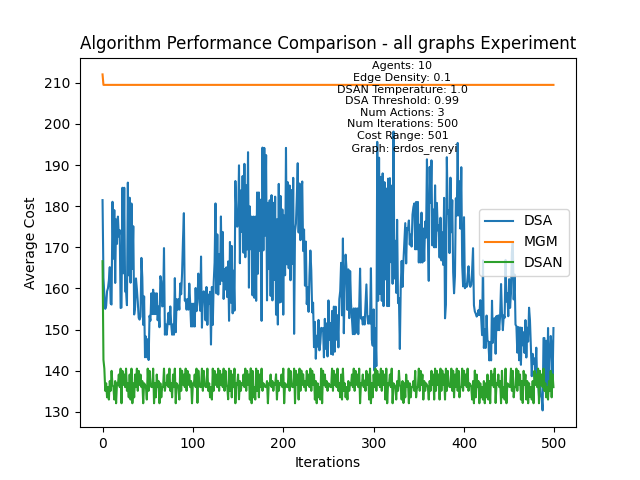 Algorithm Performance Comparison - all graphs Experiment
Agents: 10
Edge Density: 0.1
DSAN Temperature: 1.0
DSA Threshold: 0.99
Num Actions: 3
Num Iterations: 500
Cost Range: 501
Graph: erdos_renyi
210
200
190
180
170
160
150
140
130
Average Cost
DSA
MGM
DSAN
0
100
200
300
400
500
Iterations